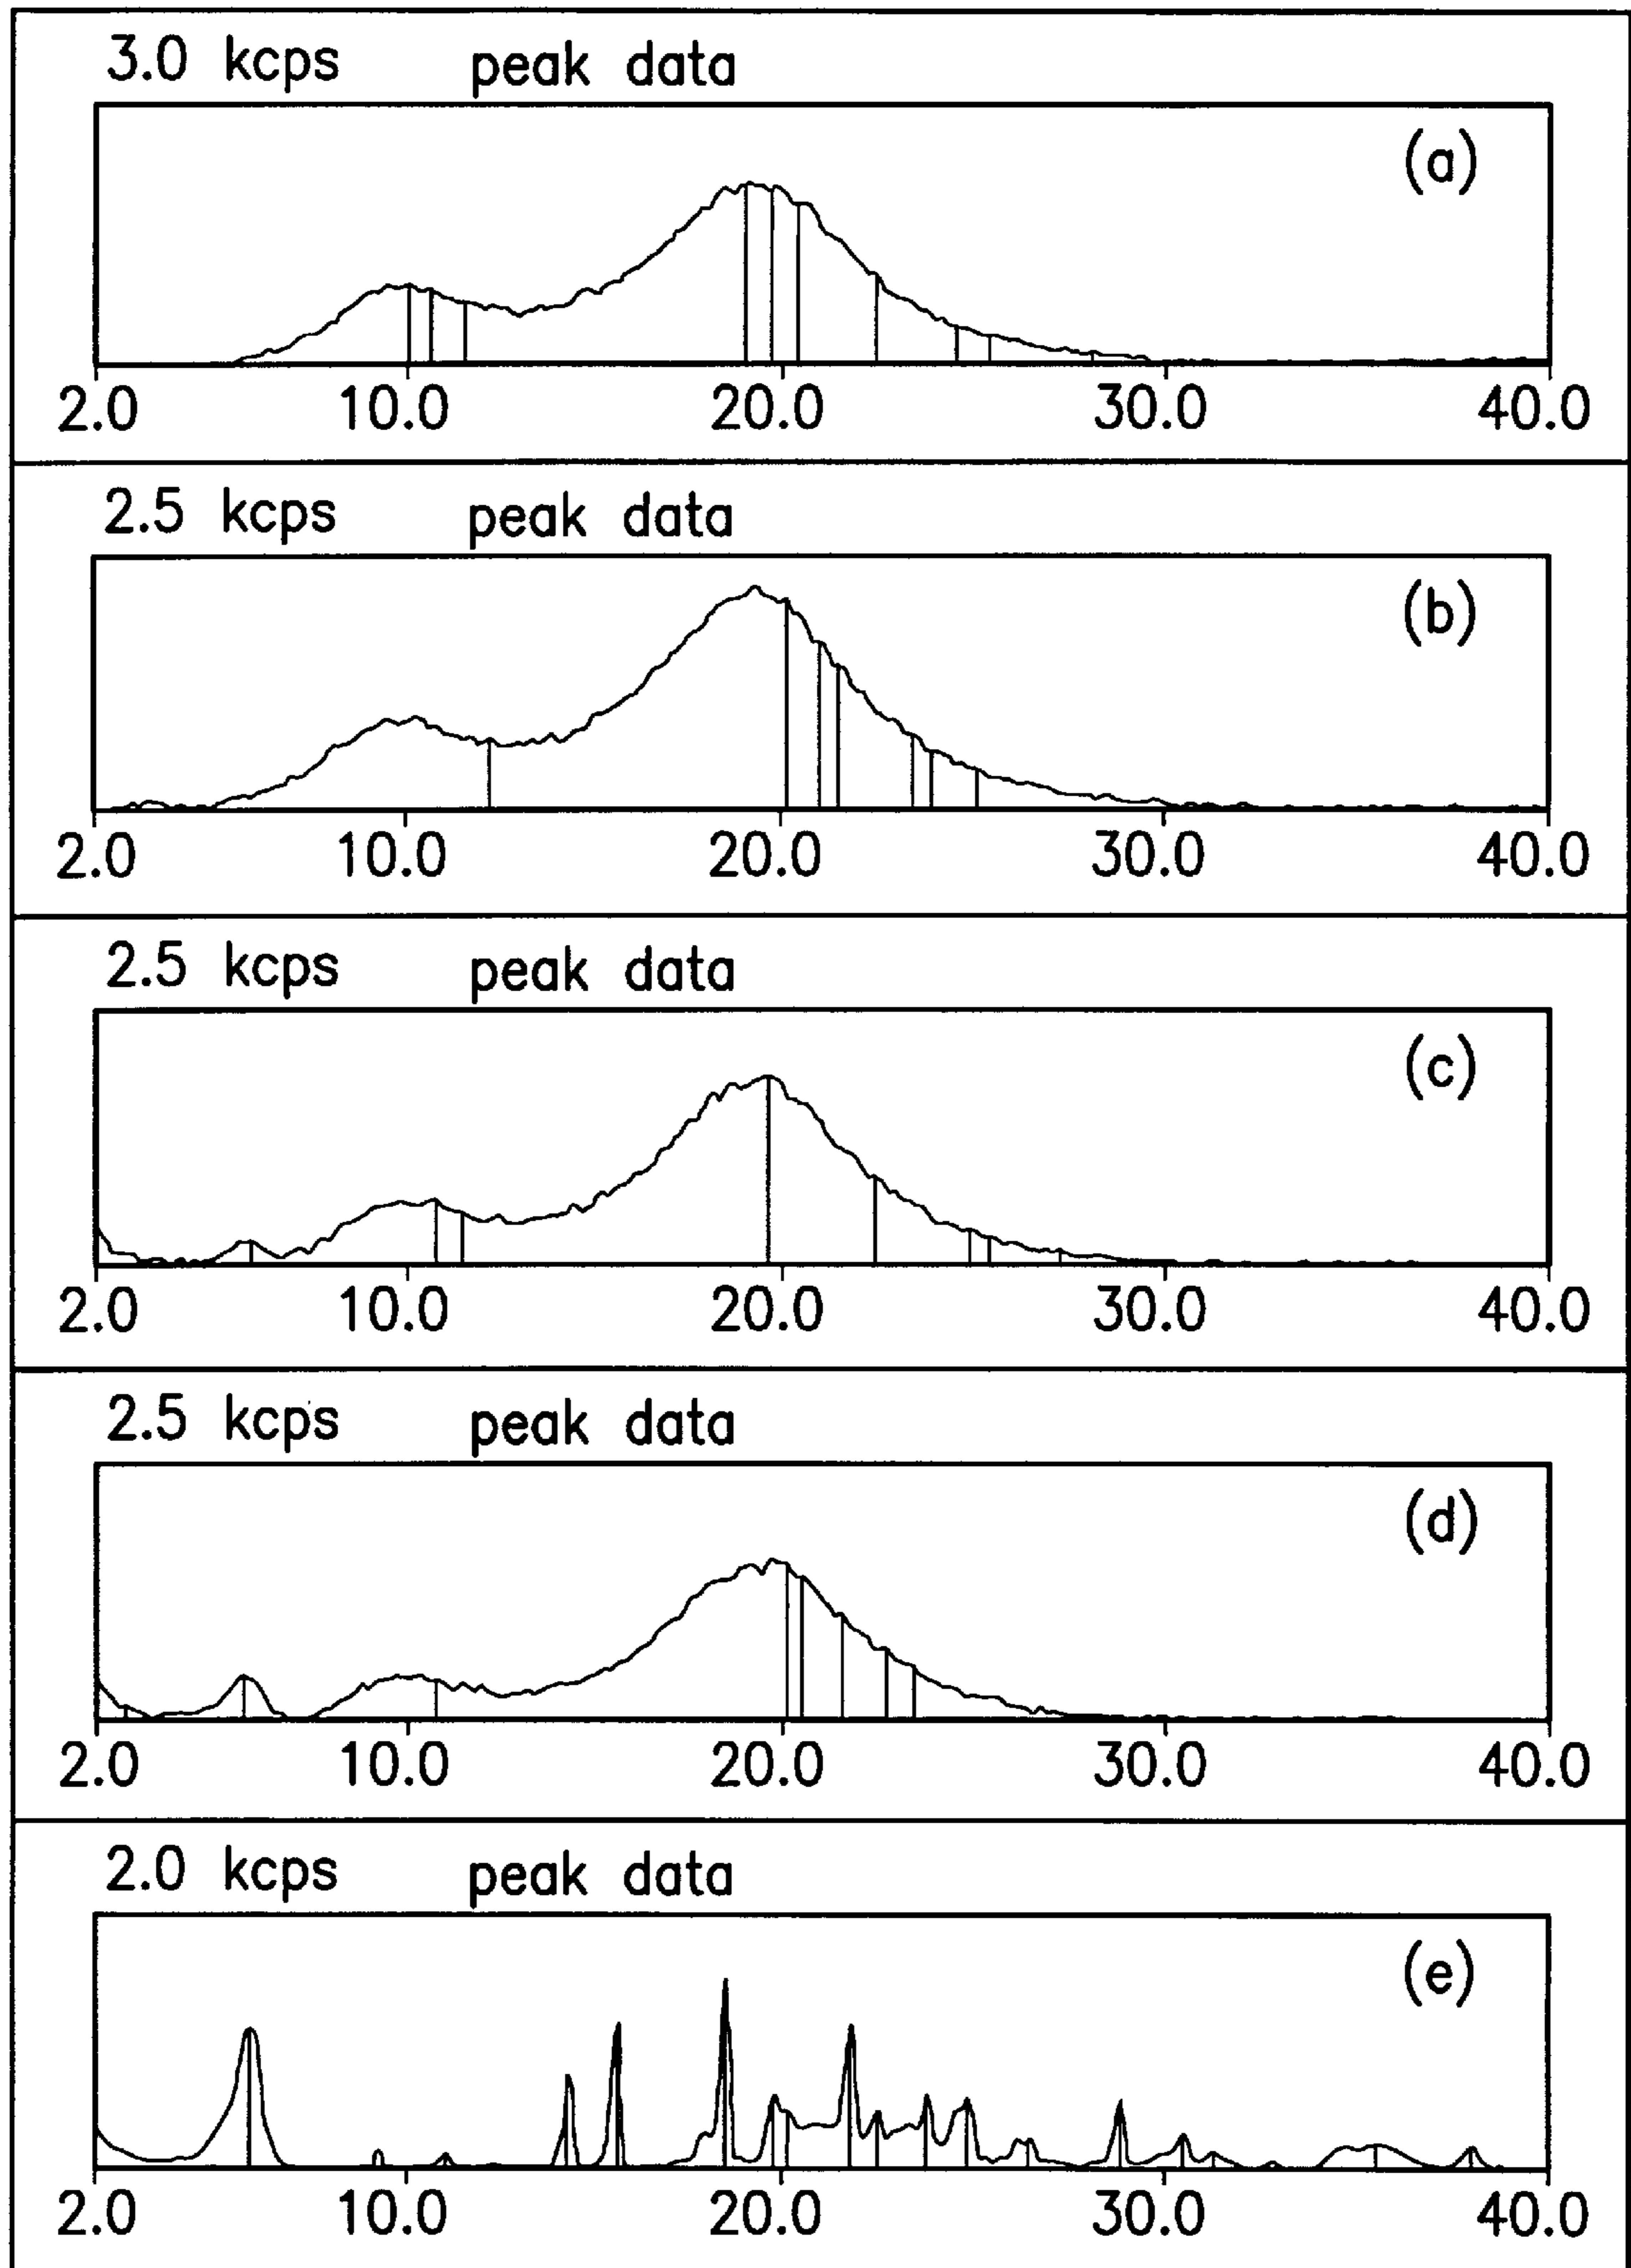 3.0 kcps peak data
(a)
2.0 10.0 20.0 30.0 40.0
2.5 kcps peak data
(b)
2.0 10.0 20.0 30.0 40.0
2.5 kcps peak data
(c)
2.0 10.0 20.0 30.0 40.0
2.5 kcps peak data
(d)
2.0 10.0 20.0 30.0 40.0
2.0 kcps peak data
(e)
2.0 10.0 20.0 30.0 40.0